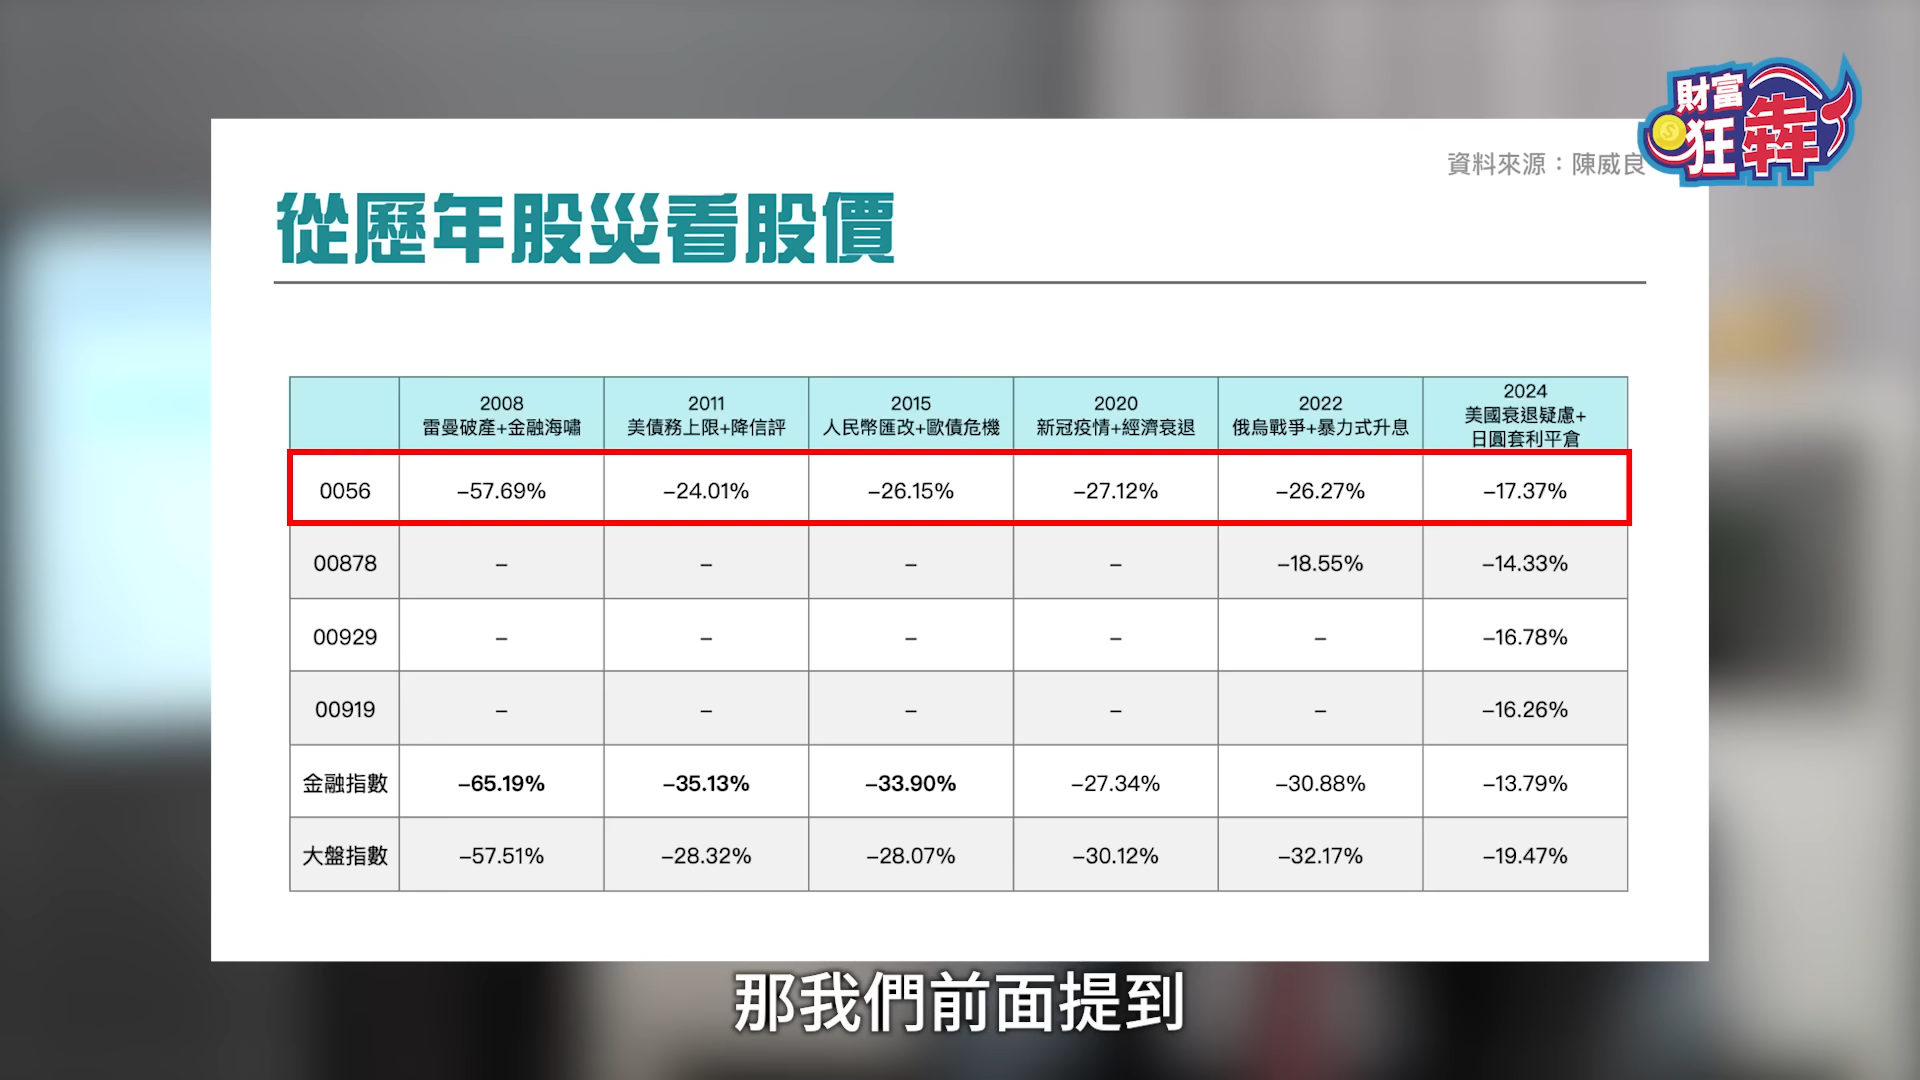 財富
狂犇
資料來源：陳威良
從歷年股災看股價
2008 2011 2015 2020 2022 2024
雷曼破產+金融海嘯 美債務上限+降信評 人民幣匯改+歐債危機 新冠疫情+經濟衰退 俄烏戰爭+暴力式升息 美國衰退疑慮+
日圓套利平倉
0056 –57.69% –24.01% –26.15% –27.12% –26.27% –17.37%
00878 – – – – –18.55% –14.33%
00929 – – – – – –16.78%
00919 – – – – – –16.26%
金融指數 –65.19% –35.13% –33.90% –27.34% –30.88% –13.79%
大盤指數 –57.51% –28.32% –28.07% –30.12% –32.17% –19.47%
那我們前面提到